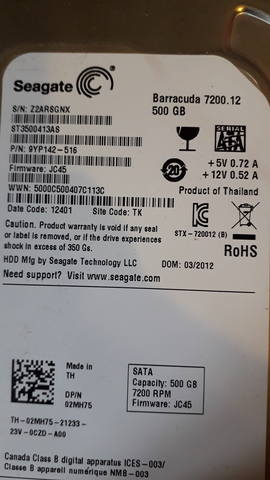 Seagate
Barracuda 7200.12
500 GB
S/N: Z2AR8GNX
ST3500413AS
P/N: 9YP142-516
SERIAL
SATA
Firmware: JC45
+5V 0.72 A
+12V 0.52 A
WWN: 5000C500407C113C
Product of Thailand
Date Code: 12401 Site Code: TK
Caution. Product warranty is void if any seal
or label is removed, or if the drive experiences
shock in excess of 350 Gs.
STX-720012 (B)
RoHS
HDD Mfg by Seagate Technology LLC
DOM: 03/2012
Need support? Visit www.seagate.com
Made in
TH
DP/N
02MH75
SATA
Capacity: 500 GB
7200 RPM
Firmware: JC45
TH-02MH75-21233-
23V-0CZD-A00
Canada Class B digital apparatus ICES-003/
Classe B appareil numérique NMB-003